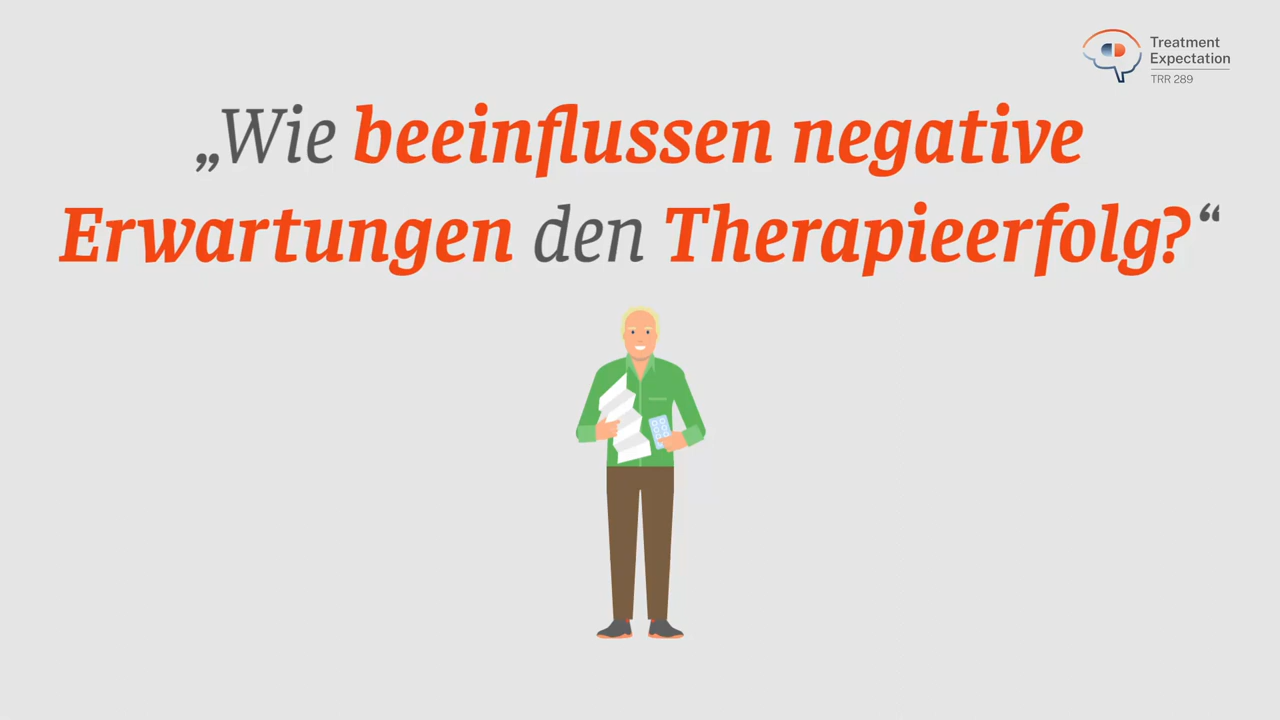 Treatment
Expectation
TRR 289
„Wie beeinflussen negative
Erwartungen den Therapieerfolg?“